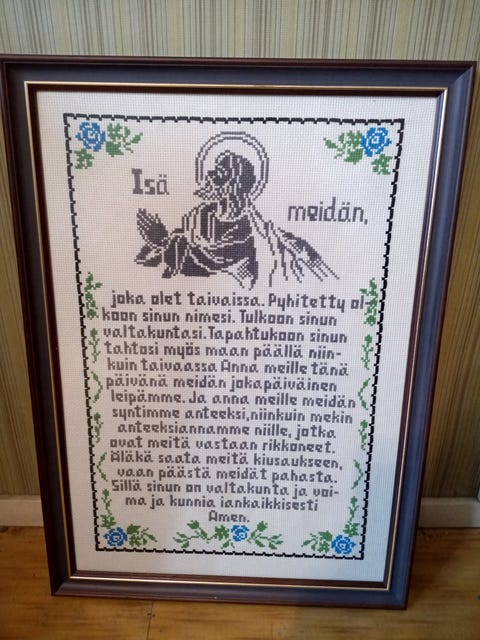 Isä
meidän,
joka olet taivaissa. Pyhitetty ol-
koon sinun nimesi. Tulkoon sinun
valtakuntasi. Tapahtukoon sinun
tahtosi myös maan päällä niin-
kuin taivaassa Anna meille tänä
päivänä meidän jokapäiväinen
leipämme. Ja anna meille meidän
syntimme anteeksi, niinkuin mekin
anteeksiannamme niille, jotka
ovat meitä vastaan rikkoneet.
Äläkä saata meitä kiusaukseen,
vaan päästä meidät pahasta.
Sillä sinun on valtakunta ja voi-
ma ja kunnia iankaikkisesti
Amen.